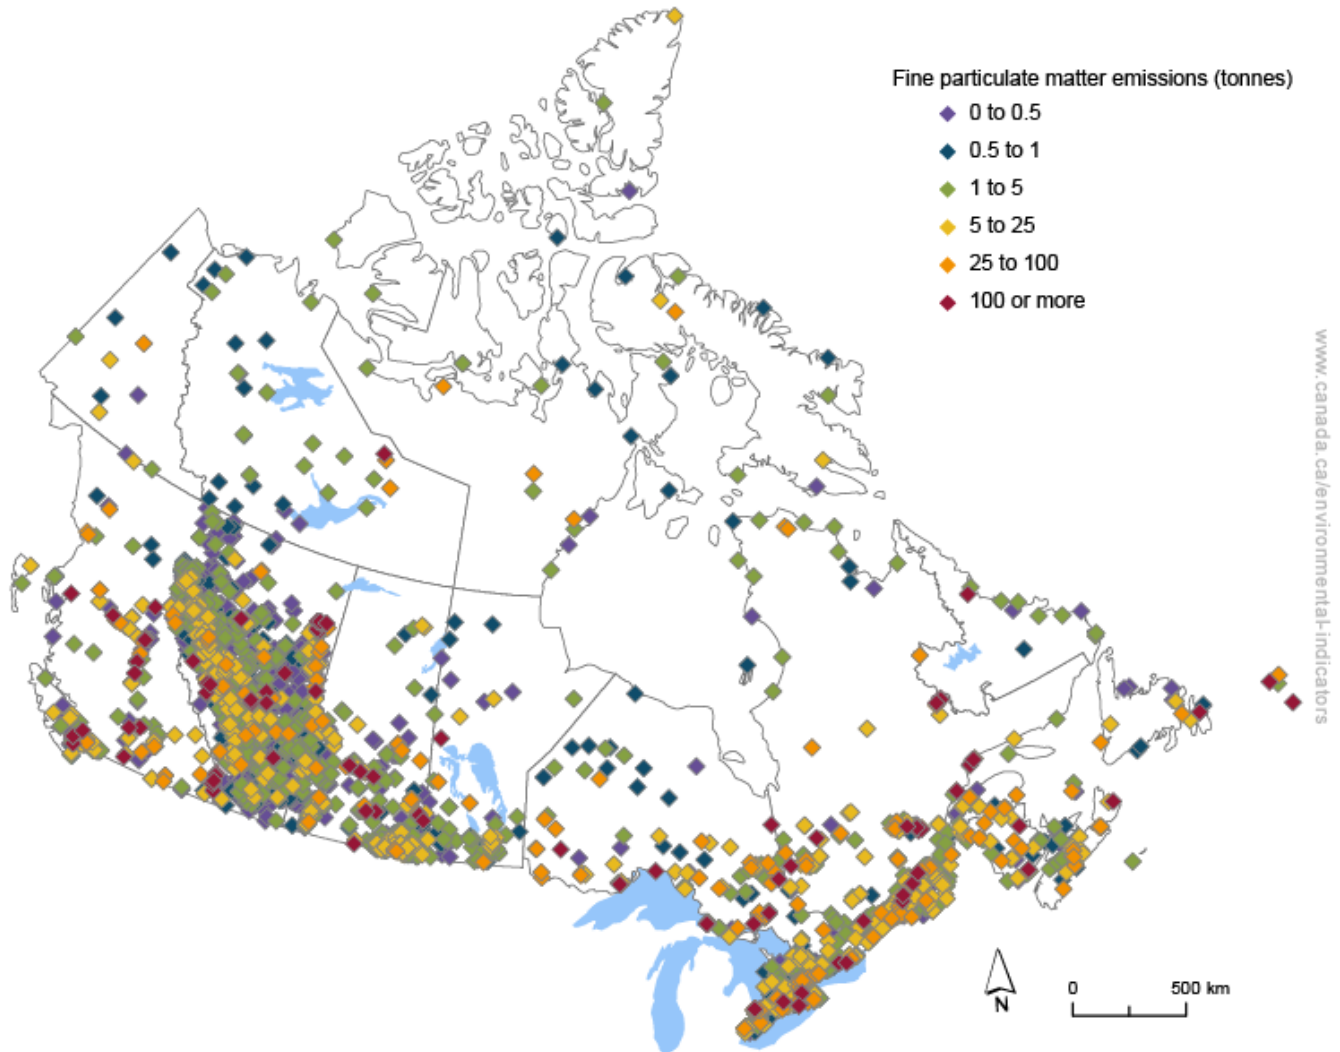 Fine particulate matter emissions (tonnes)
0 to 0.5
0.5 to 1
1 to 5
5 to 25
25 to 100
100 or more
www.canada.ca/environmental-indicators
N
0 500 km